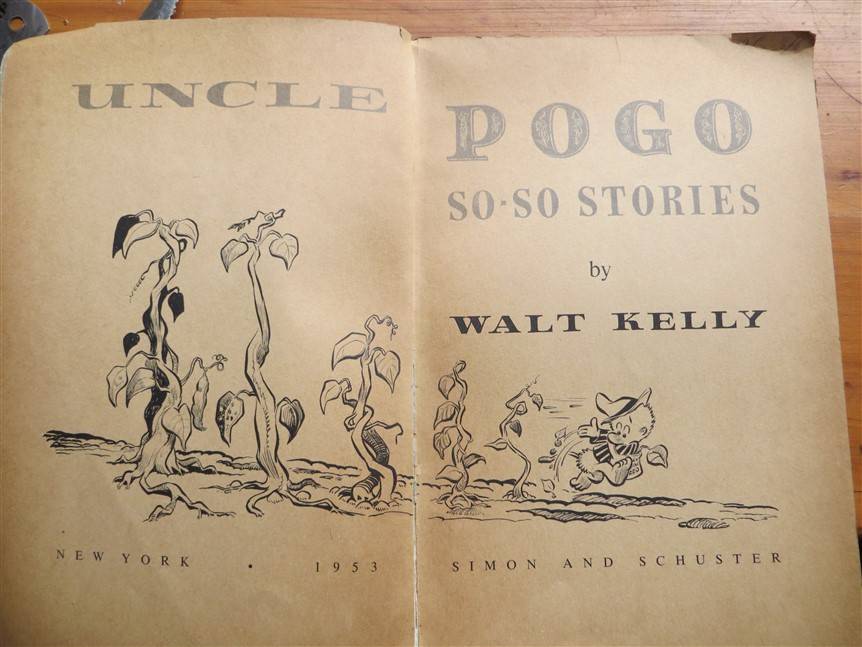 UNCLE
POGO
SO-SO STORIES
by
WALT KELLY
NEW YORK • 1953
SIMON AND SCHUSTER